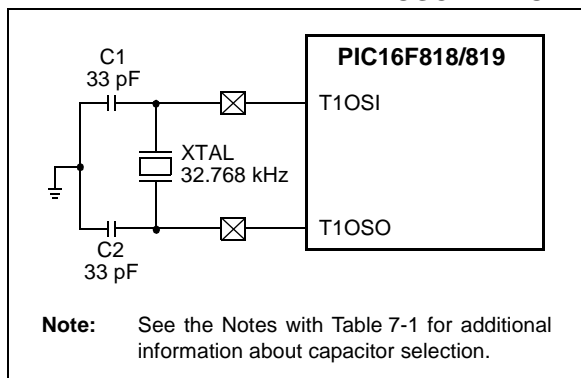 C1
33 pF
PIC16F818/819
T1OSI
XTAL
32.768 kHz
T1OSO
C2
33 pF
Note: See the Notes with Table 7-1 for additional
information about capacitor selection.